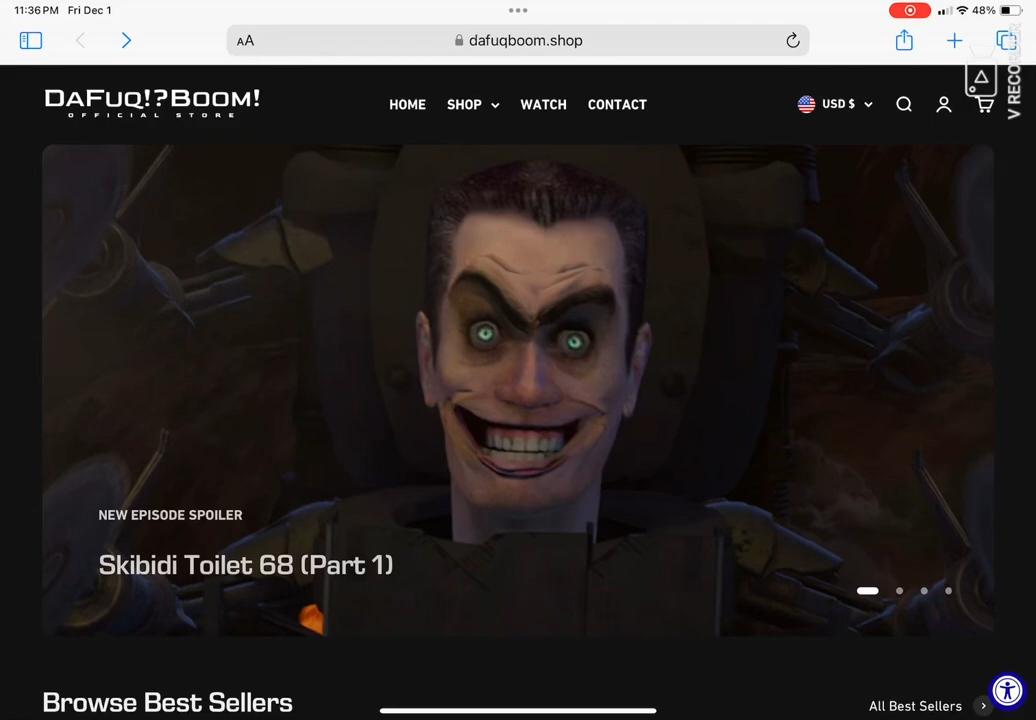 11:36 PM Fri Dec 1
48%
AA
dafuqboom.shop
V RECORDER
DAFUQ!?BOOM!
OFFICIAL STORE
HOME SHOP WATCH CONTACT
USD $
NEW EPISODE SPOILER
Skibidi Toilet 68 (Part 1)
Browse Best Sellers
All Best Sellers